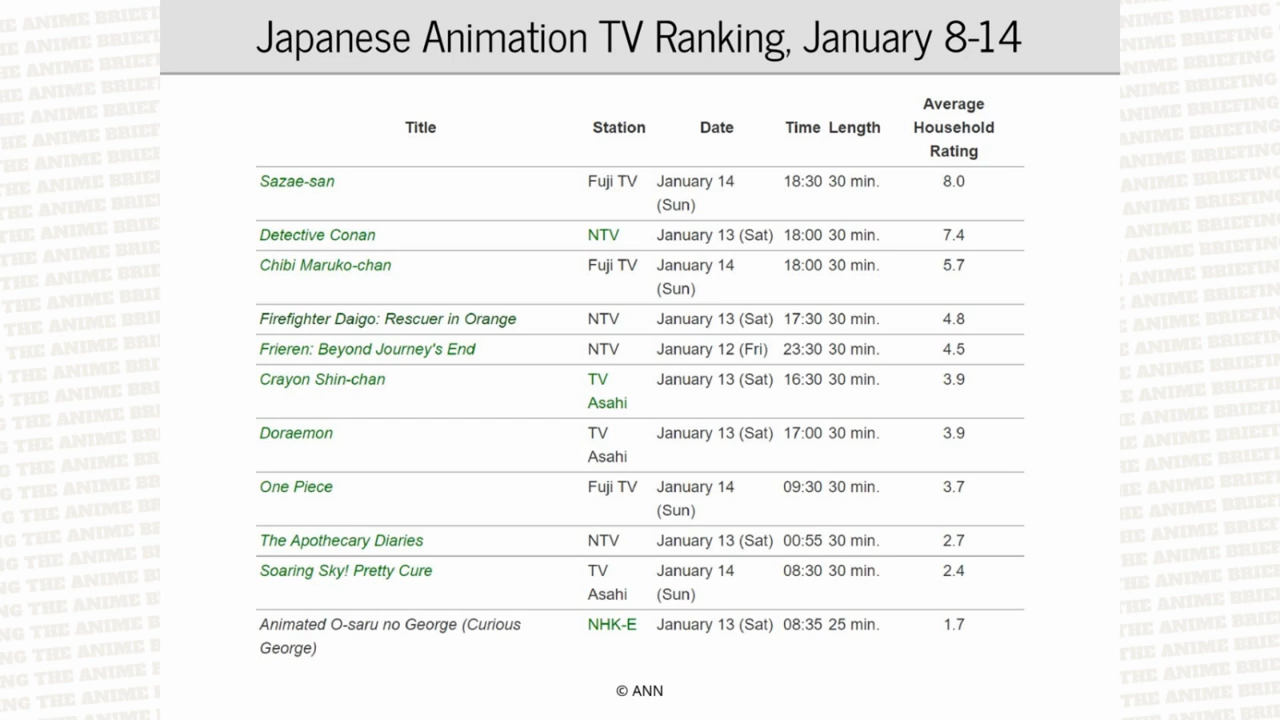 Japanese Animation TV Ranking, January 8-14
Title Station Date Time Length Average Household Rating
Sazae-san Fuji TV January 14 (Sun) 18:30 30 min. 8.0
Detective Conan NTV January 13 (Sat) 18:00 30 min. 7.4
Chibi Maruko-chan Fuji TV January 14 (Sun) 18:00 30 min. 5.7
Firefighter Daigo: Rescuer in Orange NTV January 13 (Sat) 17:30 30 min. 4.8
Frieren: Beyond Journey's End NTV January 12 (Fri) 23:30 30 min. 4.5
Crayon Shin-chan TV Asahi January 13 (Sat) 16:30 30 min. 3.9
Doraemon TV Asahi January 13 (Sat) 17:00 30 min. 3.9
One Piece Fuji TV January 14 (Sun) 09:30 30 min. 3.7
The Apothecary Diaries NTV January 13 (Sat) 00:55 30 min. 2.7
Soaring Sky! Pretty Cure TV Asahi January 14 (Sun) 08:30 30 min. 2.4
Animated O-saru no George (Curious George) NHK-E January 13 (Sat) 08:35 25 min. 1.7
© ANN
THE ANIME BRIEFING